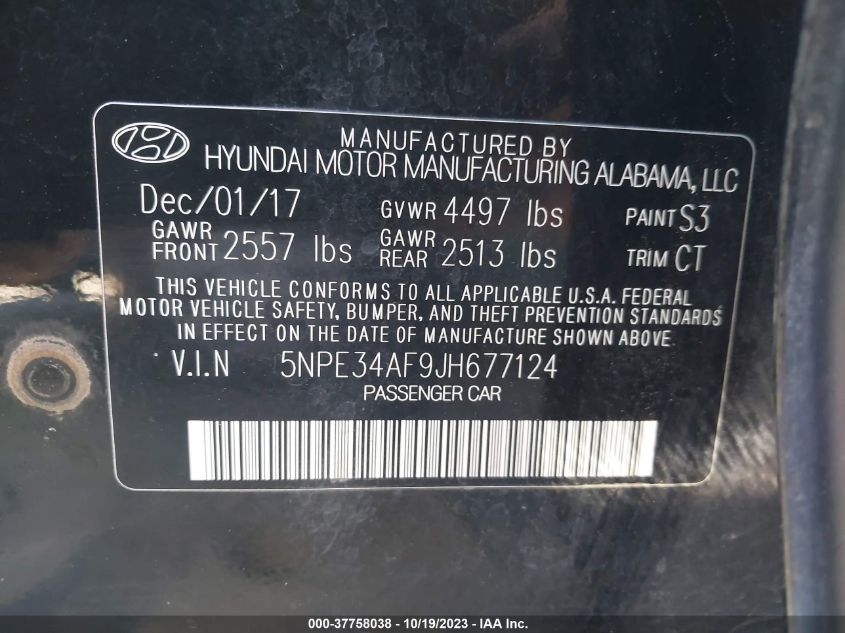 MANUFACTURED BY
HYUNDAI MOTOR MANUFACTURING ALABAMA, LLC
Dec/01/17 GVWR 4497 lbs PAINT S3
GAWR FRONT 2557 lbs GAWR REAR 2513 lbs TRIM CT
THIS VEHICLE CONFORMS TO ALL APPLICABLE U.S.A. FEDERAL
MOTOR VEHICLE SAFETY, BUMPER, AND THEFT PREVENTION STANDARDS
IN EFFECT ON THE DATE OF MANUFACTURE SHOWN ABOVE.
V.I.N 5NPE34AF9JH677124
PASSENGER CAR
000-37758038 - 10/19/2023 - IAA Inc.